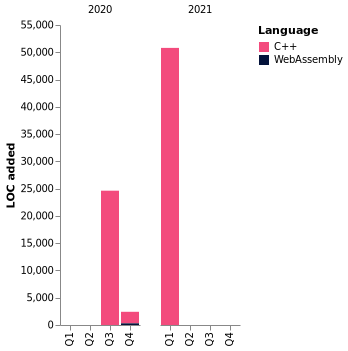 2020
2021
Language
C++
WebAssembly
LOC added
55,000
50,000
45,000
40,000
35,000
30,000
25,000
20,000
15,000
10,000
5,000
0
Q1
Q2
Q3
Q4
Q1
Q2
Q3
Q4